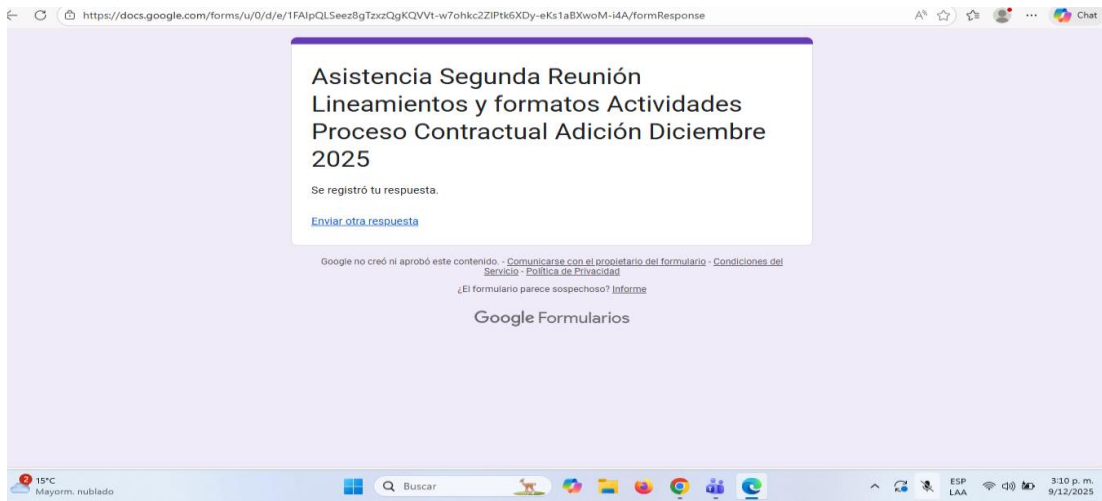 https://docs.google.com/forms/u/0/d/e/1FAIpQLSeez8gTzxzQgKQVVt-w7ohkc2ZIPtk6XDy-eKs1aBXwoM-i4A/formResponse
Chat
Asistencia Segunda Reunión
Lineamientos y formatos Actividades
Proceso Contractual Adición Diciembre
2025
Se registró tu respuesta.
Enviar otra respuesta
Google no creó ni aprobó este contenido. - Comunicarse con el propietario del formulario - Condiciones del
Servicio - Política de Privacidad
¿El formulario parece sospechoso? Informe
Google Formularios
2
15°C
Mayorm. nublado
Buscar
ESP
LAA
3:10 p. m.
9/12/2025